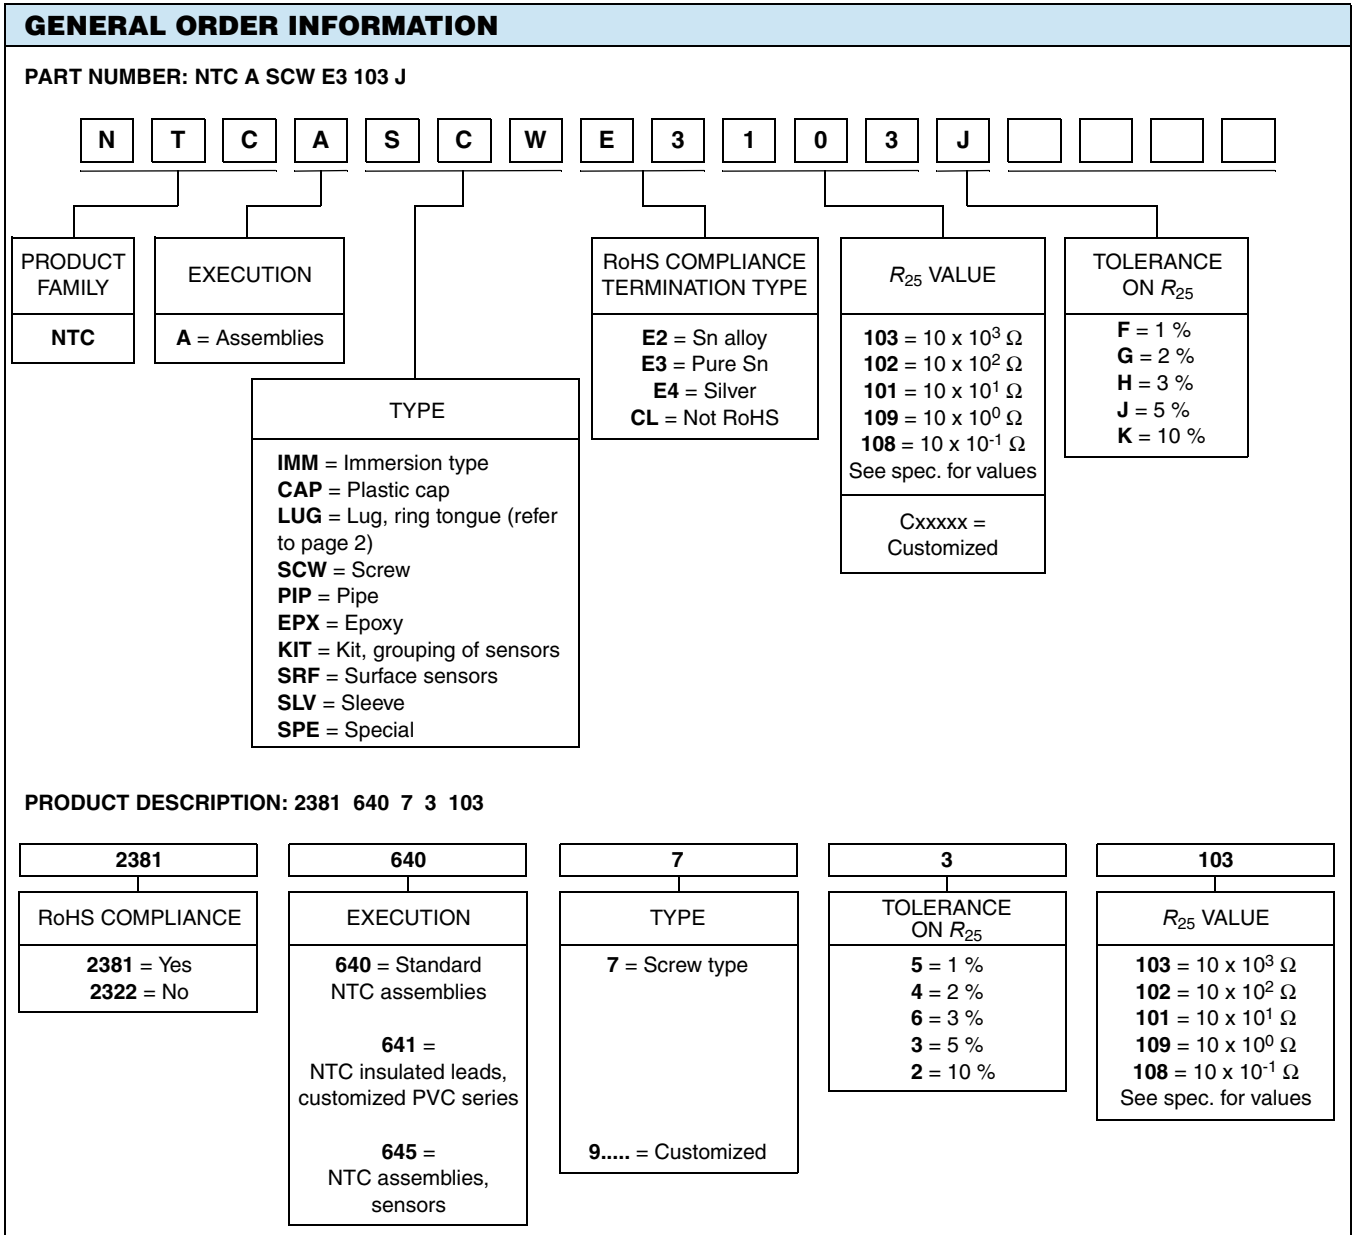 GENERAL ORDER INFORMATION
PART NUMBER: NTC A SCW E3 103 J
N T C A S C W E 3 1 0 3 J
PRODUCT
FAMILY
NTC
EXECUTION
A = Assemblies
TYPE
IMM = Immersion type
CAP = Plastic cap
LUG = Lug, ring tongue (refer
to page 2)
SCW = Screw
PIP = Pipe
EPX = Epoxy
KIT = Kit, grouping of sensors
SRF = Surface sensors
SLV = Sleeve
SPE = Special
RoHS COMPLIANCE
TERMINATION TYPE
E2 = Sn alloy
E3 = Pure Sn
E4 = Silver
CL = Not RoHS
R25 VALUE
103 = 10 x 10³ Ω
102 = 10 x 10² Ω
101 = 10 x 10¹ Ω
109 = 10 x 10⁰ Ω
108 = 10 x 10⁻¹ Ω
See spec. for values
Cxxxxx =
Customized
TOLERANCE
ON R25
F = 1 %
G = 2 %
H = 3 %
J = 5 %
K = 10 %
PRODUCT DESCRIPTION: 2381 640 7 3 103
2381
RoHS COMPLIANCE
2381 = Yes
2322 = No
640
EXECUTION
640 = Standard
NTC assemblies
641 =
NTC insulated leads,
customized PVC series
645 =
NTC assemblies,
sensors
7
TYPE
7 = Screw type
9..... = Customized
3
TOLERANCE
ON R25
5 = 1 %
4 = 2 %
6 = 3 %
3 = 5 %
2 = 10 %
103
R25 VALUE
103 = 10 x 10³ Ω
102 = 10 x 10² Ω
101 = 10 x 10¹ Ω
109 = 10 x 10⁰ Ω
108 = 10 x 10⁻¹ Ω
See spec. for values